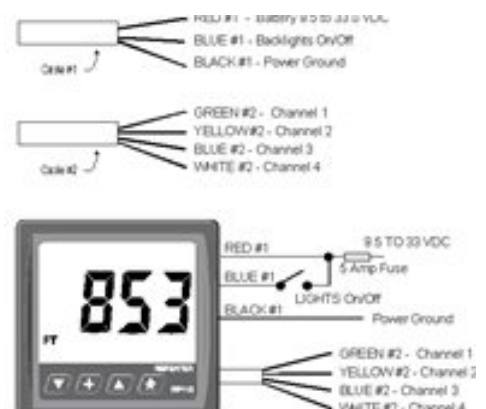 RED #1 - Battery 9.5 to 33.0 VDC
BLUE #1 - Backlights On/Off
BLACK #1 - Power Ground
Cable #1
GREEN #2 - Channel 1
YELLOW #2 - Channel 2
BLUE #2 - Channel 3
WHITE #2 - Channel 4
Cable #2
RED #1
9.5 TO 33 VDC
5 Amp Fuse
BLUE #1
LIGHTS On/Off
BLACK #1
Power Ground
853
FT
GREEN #2 - Channel 1
YELLOW #2 - Channel 2
BLUE #2 - Channel 3
WHITE #2 - Channel 4